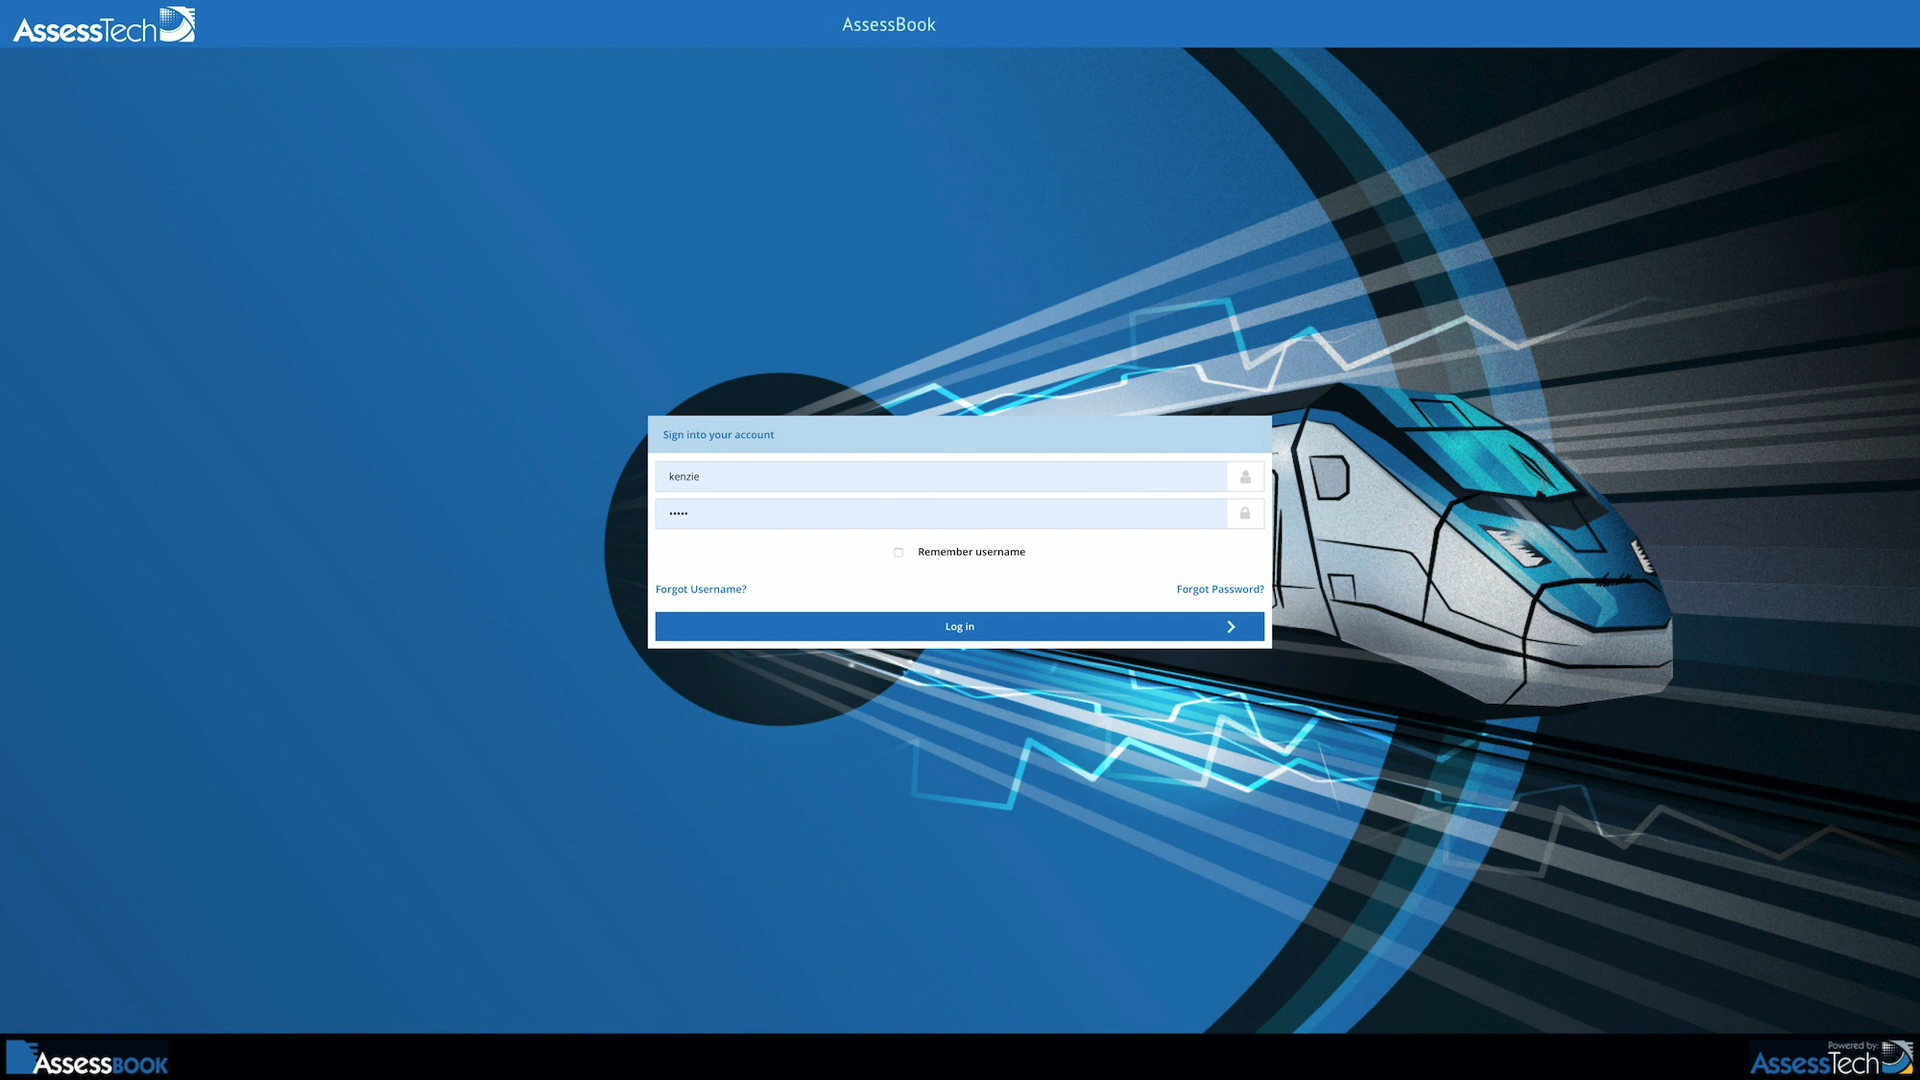 AssessTech
AssessBook
Sign into your account
kenzie
•••••
Remember username
Forgot Username?
Forgot Password?
Log in
AssessBOOK
Powered by:
AssessTech